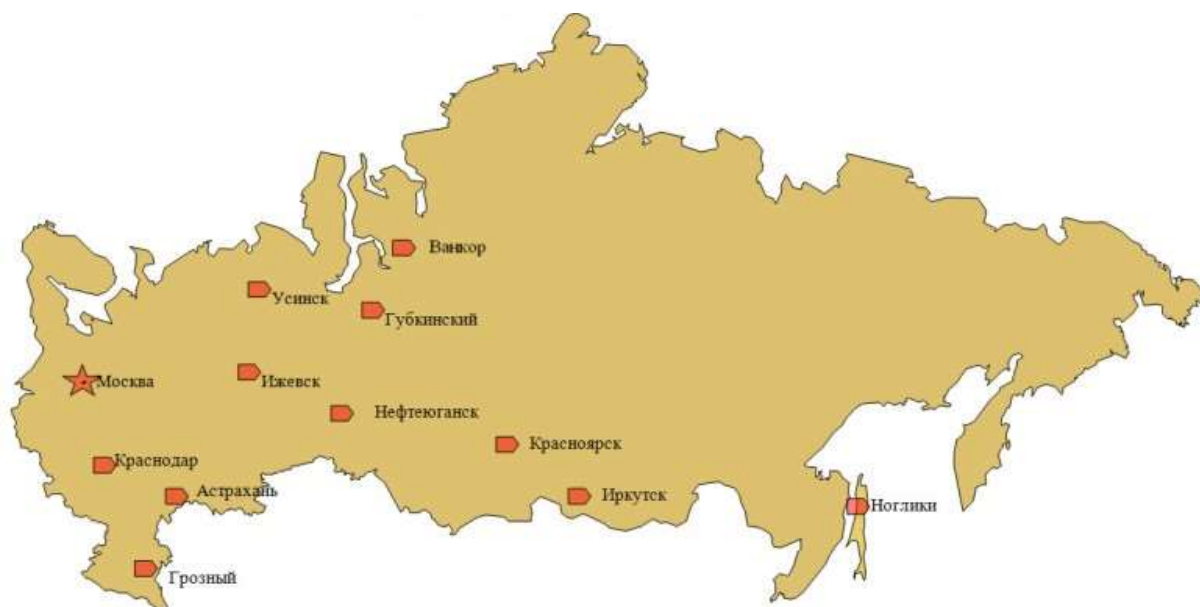 Ванкор
Усинск
Губкинский
Москва
Ижевск
Нефтеюганск
Красноярск
Краснодар
Астрахань
Иркутск
Ноглики
Грозный